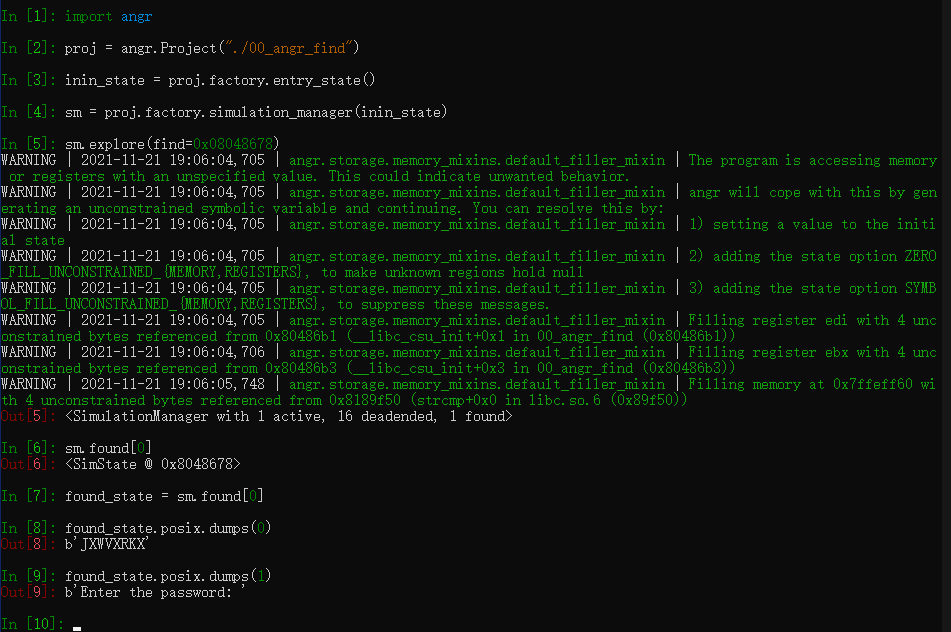 In [1]: import angr
In [2]: proj = angr.Project("./00_angr_find")
In [3]: inin_state = proj.factory.entry_state()
In [4]: sm = proj.factory.simulation_manager(inin_state)
In [5]: sm.explore(find=0x08048678)
WARNING | 2021-11-21 19:06:04,705 | angr.storage.memory_mixins.default_filler_mixin | The program is accessing memory
or registers with an unspecified value. This could indicate unwanted behavior.
WARNING | 2021-11-21 19:06:04,705 | angr.storage.memory_mixins.default_filler_mixin | angr will cope with this by gen
erating an unconstrained symbolic variable and continuing. You can resolve this by:
WARNING | 2021-11-21 19:06:04,705 | angr.storage.memory_mixins.default_filler_mixin | 1) setting a value to the initi
al state
WARNING | 2021-11-21 19:06:04,705 | angr.storage.memory_mixins.default_filler_mixin | 2) adding the state option ZERO
_FILL_UNCONSTRAINED_{MEMORY,REGISTERS}, to make unknown regions hold null
WARNING | 2021-11-21 19:06:04,705 | angr.storage.memory_mixins.default_filler_mixin | 3) adding the state option SYMB
OL_FILL_UNCONSTRAINED_{MEMORY,REGISTERS}, to suppress these messages.
WARNING | 2021-11-21 19:06:04,705 | angr.storage.memory_mixins.default_filler_mixin | Filling register edi with 4 unc
onstrained bytes referenced from 0x80486b1 (__libc_csu_init+0x1 in 00_angr_find (0x80486b1))
WARNING | 2021-11-21 19:06:04,706 | angr.storage.memory_mixins.default_filler_mixin | Filling register ebx with 4 unc
onstrained bytes referenced from 0x80486b3 (__libc_csu_init+0x3 in 00_angr_find (0x80486b3))
WARNING | 2021-11-21 19:06:05,748 | angr.storage.memory_mixins.default_filler_mixin | Filling memory at 0x7ffeff60 wi
th 4 unconstrained bytes referenced from 0x8189f50 (strcmp+0x0 in libc.so.6 (0x89f50))
Out[5]: <SimulationManager with 1 active, 16 deadended, 1 found>
In [6]: sm.found[0]
Out[6]: <SimState @ 0x8048678>
In [7]: found_state = sm.found[0]
In [8]: found_state.posix.dumps(0)
Out[8]: b'JXWVXRKX'
In [9]: found_state.posix.dumps(1)
Out[9]: b'Enter the password: '
In [10]: